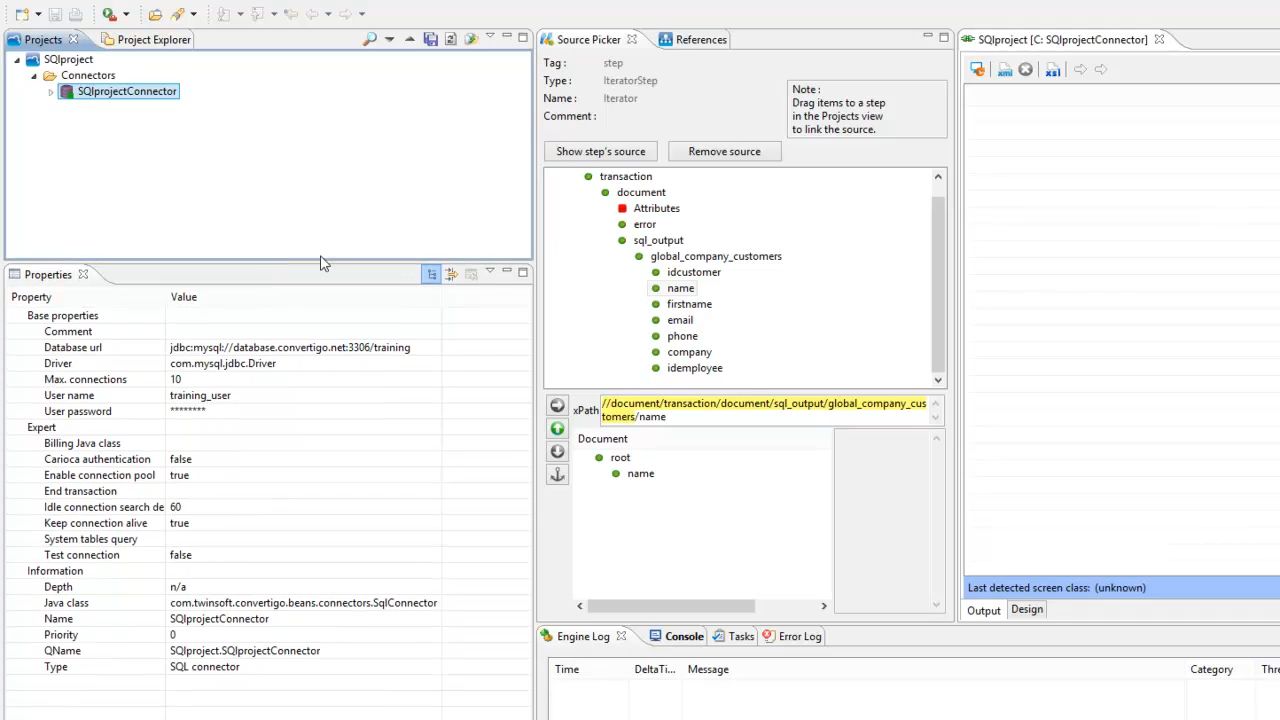 Projects
Project Explorer
SQlproject
Connectors
SQlprojectConnector
Properties
Property Value
Base properties
Comment
Database url jdbc:mysql://database.convertigo.net:3306/training
Driver com.mysql.jdbc.Driver
Max. connections 10
User name training_user
User password ********
Expert
Billing Java class
Carioca authentication false
Enable connection pool true
End transaction
Idle connection search de 60
Keep connection alive true
System tables query
Test connection false
Information
Depth n/a
Java class com.twinsoft.convertigo.beans.connectors.SqlConnector
Name SQlprojectConnector
Priority 0
QName SQlproject.SQlprojectConnector
Type SQL connector
Source Picker
References
Tag : step
Type : IteratorStep
Name : Iterator
Comment :
Note :
Drag items to a step
in the Projects view
to link the source.
Show step's source
Remove source
transaction
document
Attributes
error
sql_output
global_company_customers
idcustomer
name
firstname
email
phone
company
idemployee
xPath
//document/transaction/document/sql_output/global_company_cus
tomers/name
Document
root
name
SQlproject [C: SQlprojectConnector]
xml
xsl
Last detected screen class: (unknown)
Output Design
Engine Log
Console
Tasks
Error Log
Time DeltaTi... Message Category Thre